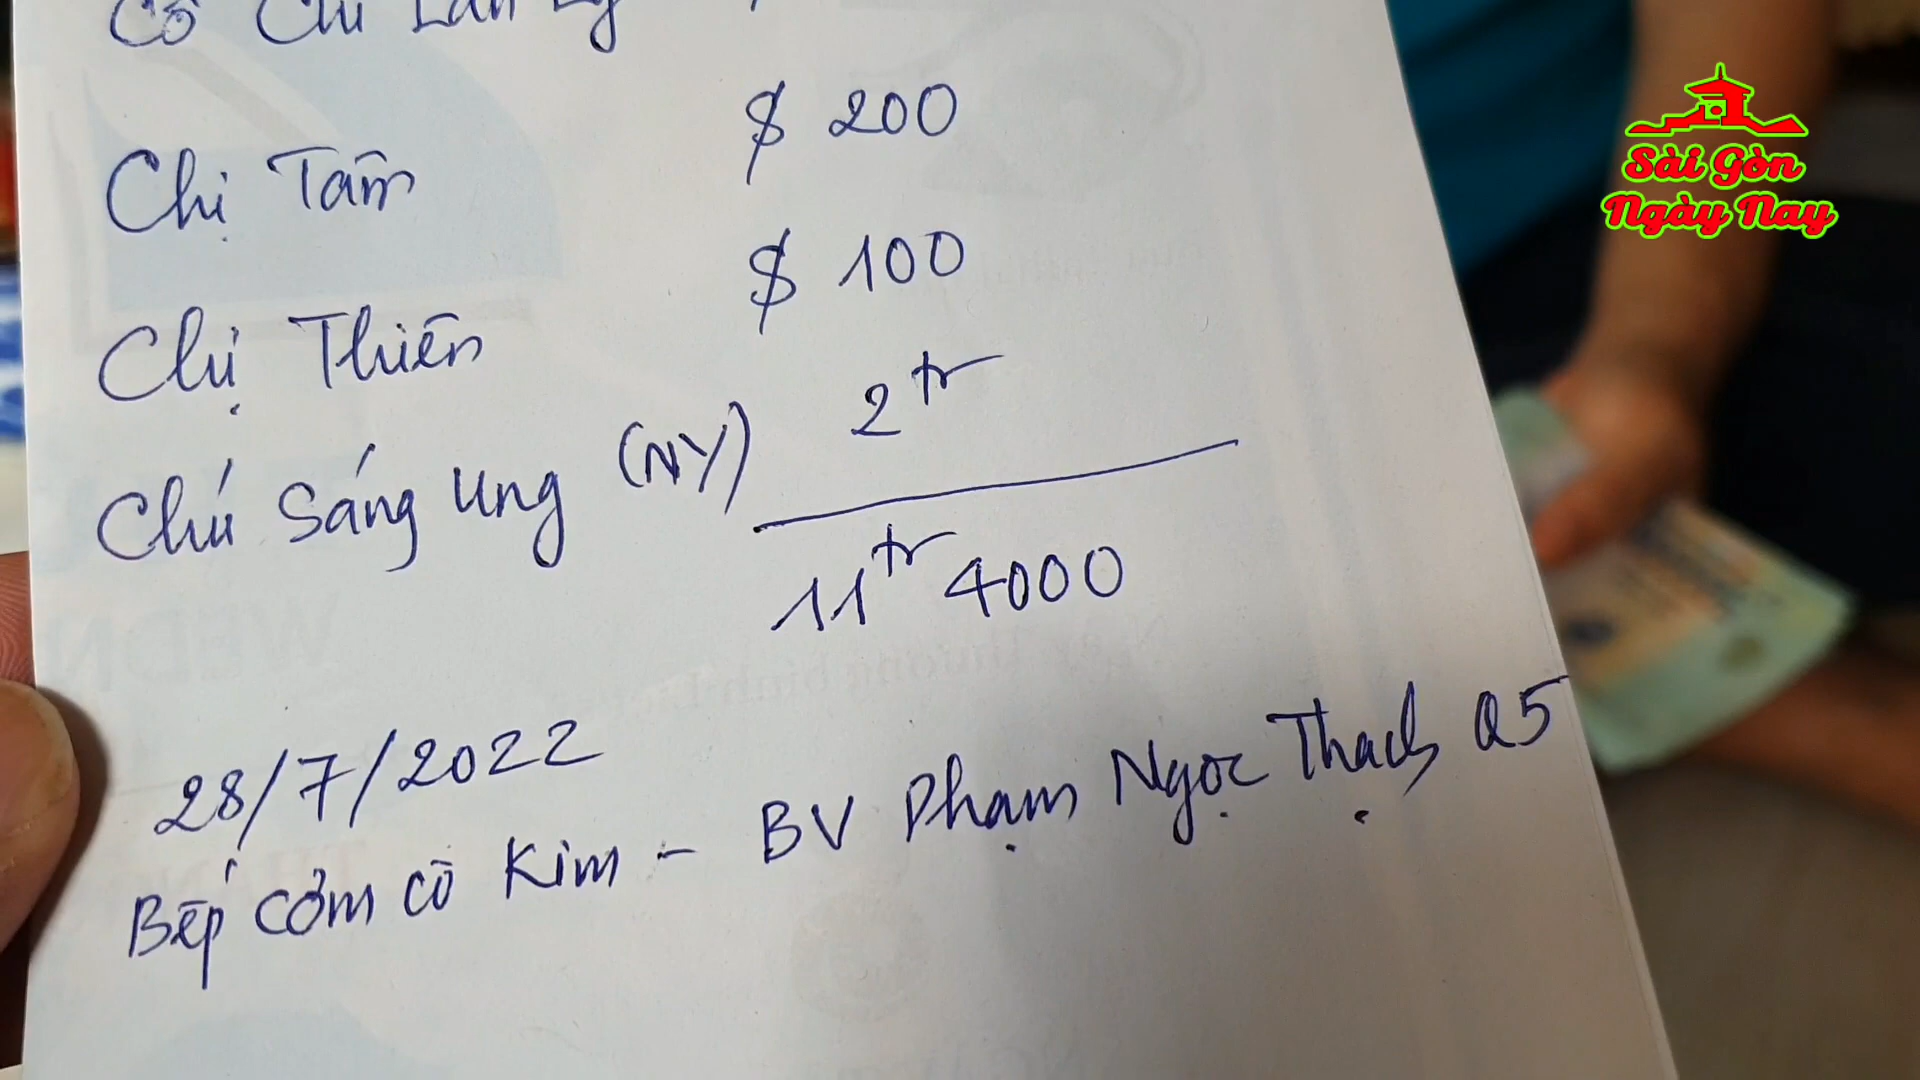 Chị Tâm $ 200
Chị Thiên $ 100
Chú Sáng Ung (NY) 2tr
11tr 4000
28/7/2022
Bếp cơm cô Kim - BV Phạm Ngọc Thạch Q5
Sài Gòn
Ngày Nay